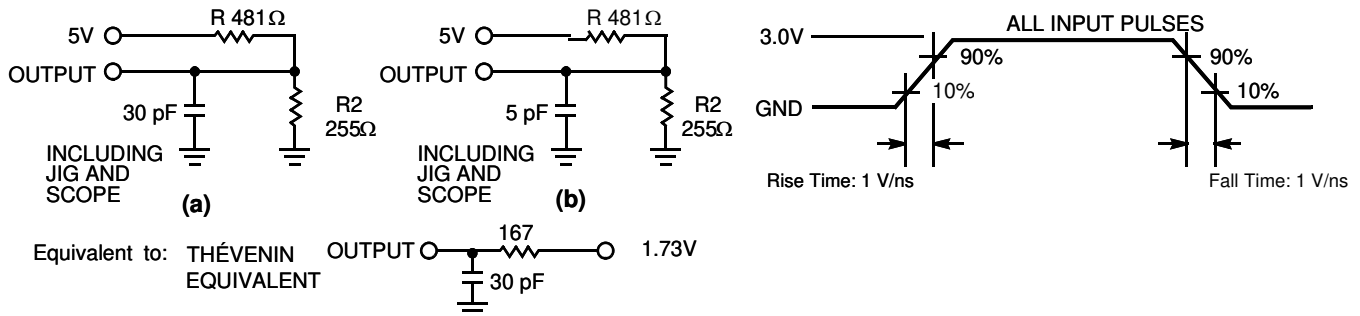 R 481Ω
5V
OUTPUT
30 pF
R2
255Ω
INCLUDING
JIG AND
SCOPE
(a)
R 481Ω
5V
OUTPUT
5 pF
R2
255Ω
INCLUDING
JIG AND
SCOPE
(b)
ALL INPUT PULSES
3.0V
90%
90%
10%
10%
GND
Rise Time: 1 V/ns
Fall Time: 1 V/ns
Equivalent to: THÉVENIN
EQUIVALENT
OUTPUT
167
1.73V
30 pF